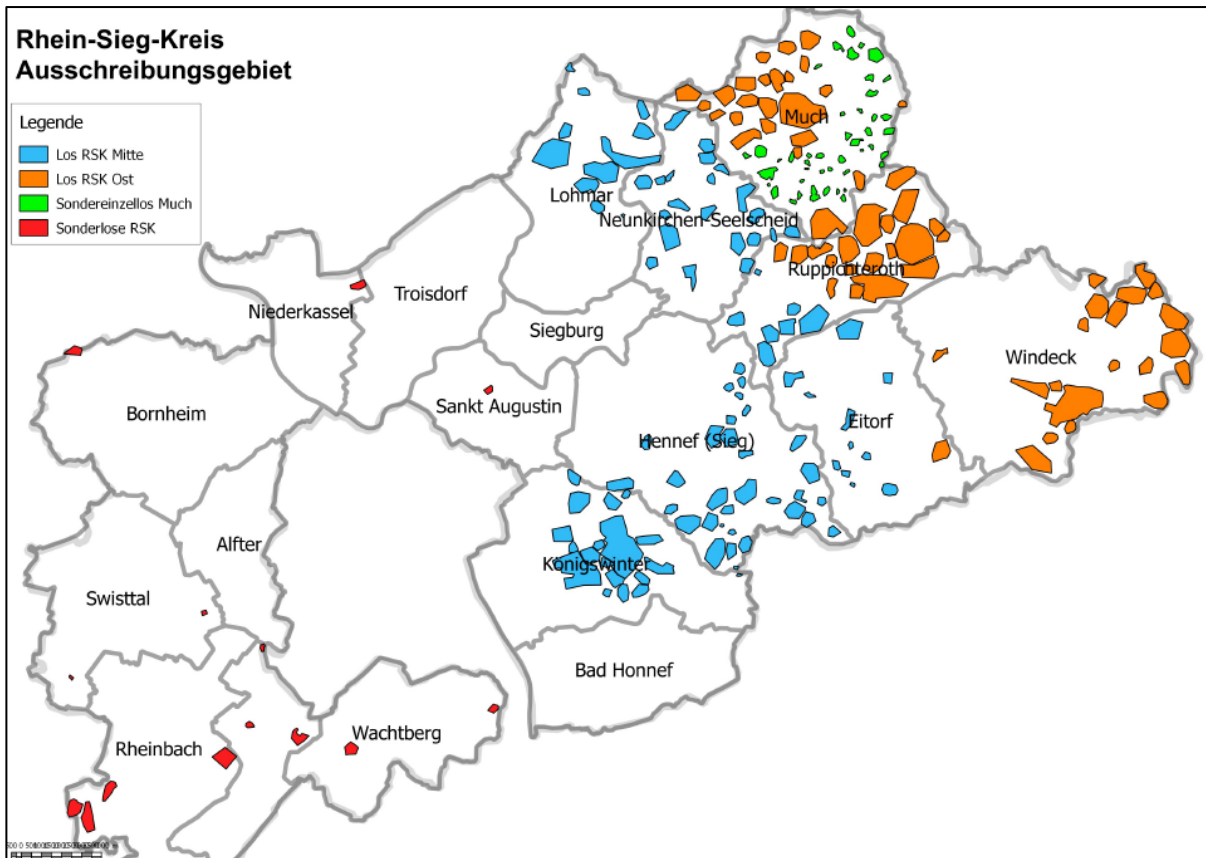 Rhein-Sieg-Kreis
Ausschreibungsgebiet
Legende
Los RSK Mitte
Los RSK Ost
Sondereinzellos Much
Sonderlose RSK
Much
Lohmar
Neunkirchen-Seelscheid
Ruppichteroth
Niederkassel
Troisdorf
Siegburg
Windeck
Bornheim
Sankt Augustin
Hennef (Sieg)
Eitorf
Alfter
Königswinter
Swisttal
Bad Honnef
Rheinbach
Wachtberg